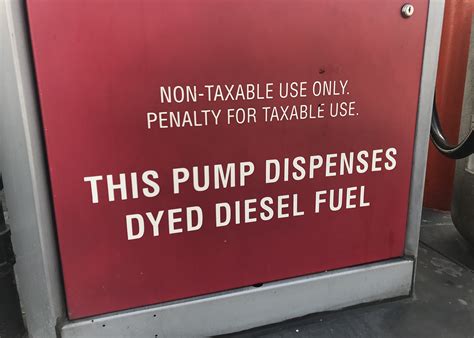 NON-TAXABLE USE ONLY.
PENALTY FOR TAXABLE USE.
THIS PUMP DISPENSES
DYED DIESEL FUEL